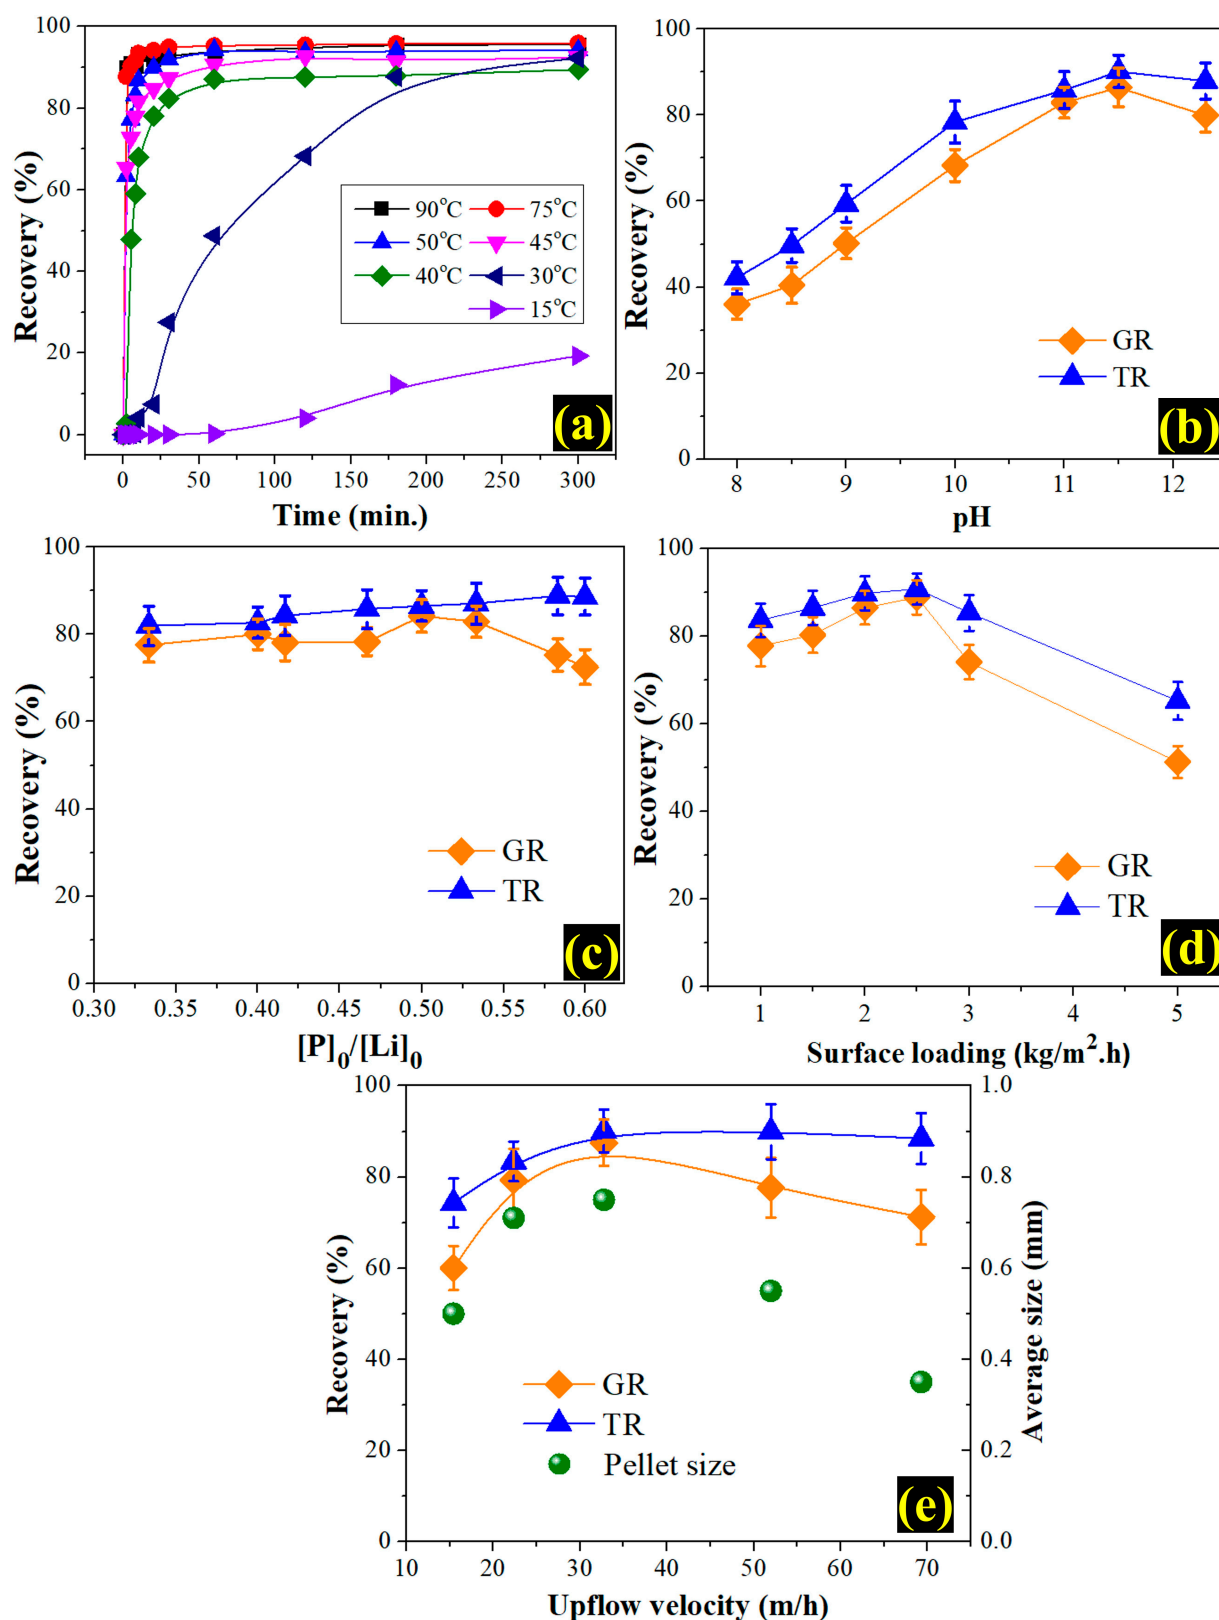 Recovery (%)
100
80
60
40
20
0
90°C
75°C
50°C
45°C
40°C
30°C
15°C
(a)
0 50 100 150 200 250 300
Time (min.)
Recovery (%)
100
80
60
40
20
0
GR
TR
(b)
8 9 10 11 12
pH
Recovery (%)
100
80
60
40
20
0
GR
TR
(c)
0.30 0.35 0.40 0.45 0.50 0.55 0.60
[P]0/[Li]0
Recovery (%)
100
80
60
40
20
0
GR
TR
(d)
1 2 3 4 5
Surface loading (kg/m².h)
Recovery (%)
100
80
60
40
20
0
GR
TR
Pellet size
(e)
1.0
0.8
0.6
0.4
0.2
0.0
Average size (mm)
10 20 30 40 50 60 70
Upflow velocity (m/h)